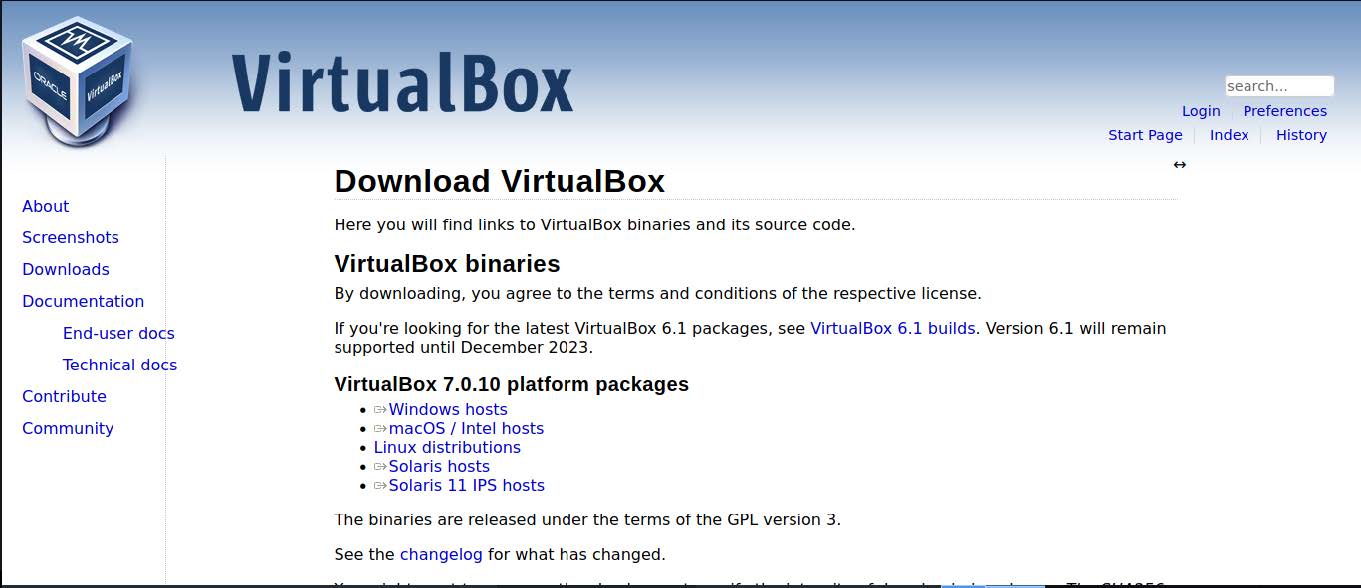 ORACLE
VirtualBox
VirtualBox
search...
Login
Preferences
Start Page
Index
History
About
Screenshots
Downloads
Documentation
End-user docs
Technical docs
Contribute
Community
Download VirtualBox
Here you will find links to VirtualBox binaries and its source code.
VirtualBox binaries
By downloading, you agree to the terms and conditions of the respective license.
If you're looking for the latest VirtualBox 6.1 packages, see VirtualBox 6.1 builds. Version 6.1 will remain
supported until December 2023.
VirtualBox 7.0.10 platform packages
• Windows hosts
• macOS / Intel hosts
• Linux distributions
• Solaris hosts
• Solaris 11 IPS hosts
The binaries are released under the terms of the GPL version 3.
See the changelog for what has changed.